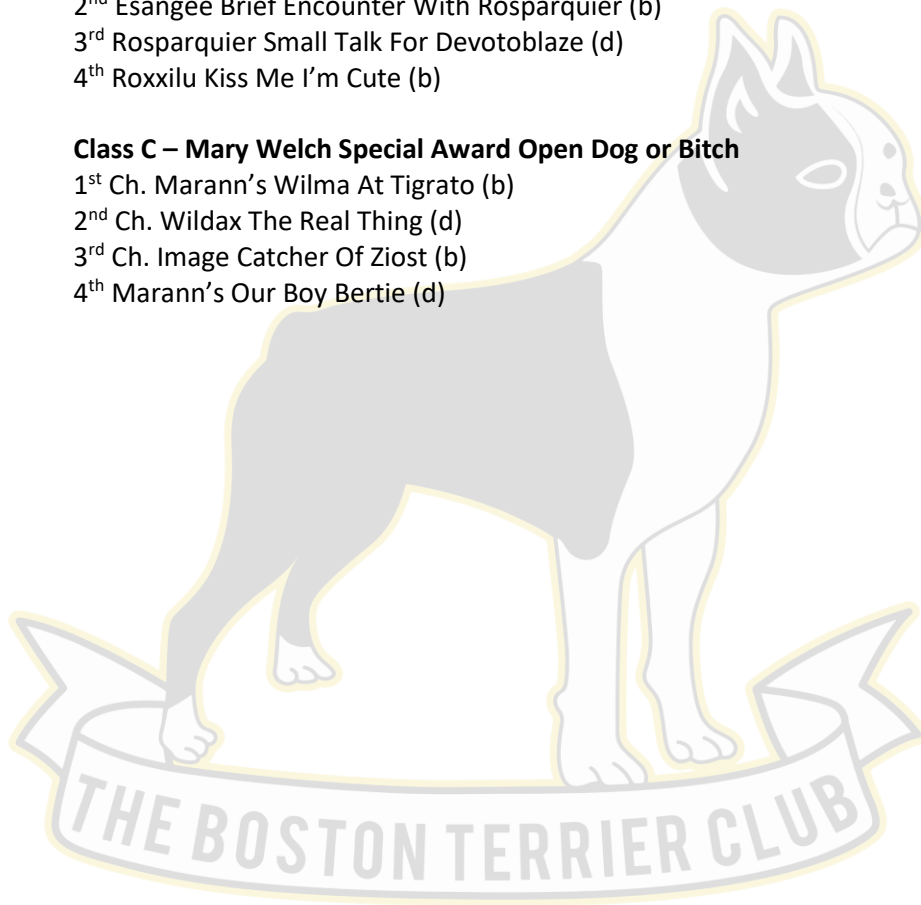 2nd Esangee Brief Encounter With Rosparquier (b)
3rd Rosparquier Small Talk For Devotoblaze (d)
4th Roxxilu Kiss Me I’m Cute (b)
Class C – Mary Welch Special Award Open Dog or Bitch
1st Ch. Marann’s Wilma At Tigrato (b)
2nd Ch. Wildax The Real Thing (d)
3rd Ch. Image Catcher Of Ziost (b)
4th Marann’s Our Boy Bertie (d)
THE BOSTON TERRIER CLUB